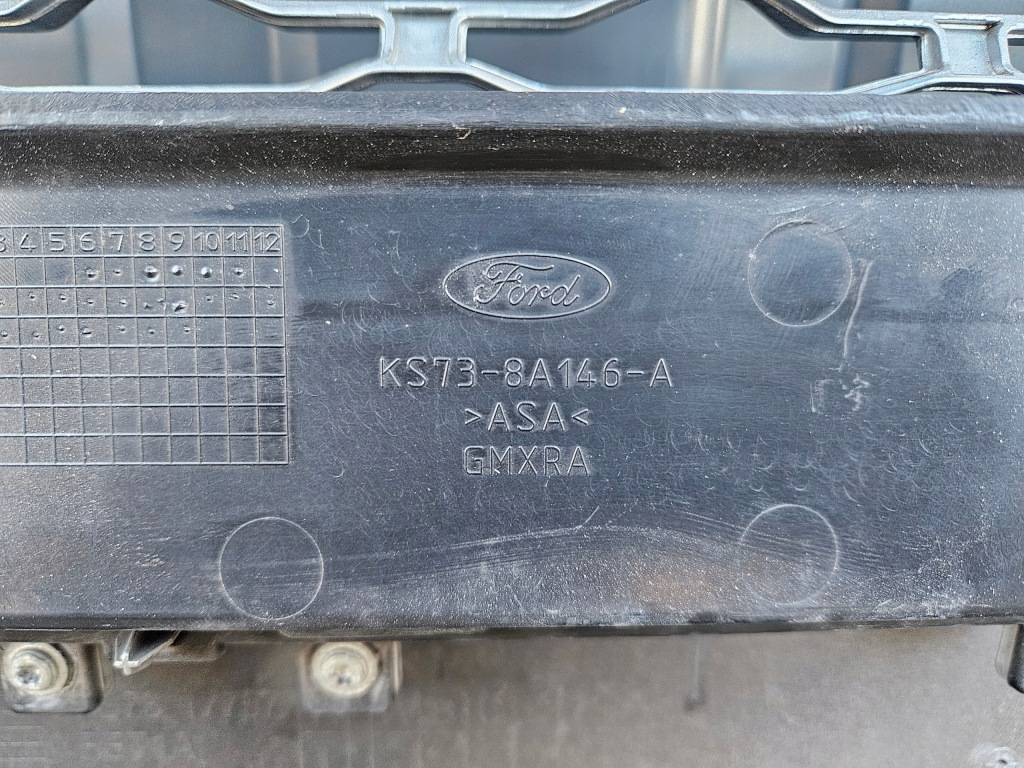 3 4 5 6 7 8 9 10 11 12
Ford
KS73-8A146-A
>ASA<
GMXRA